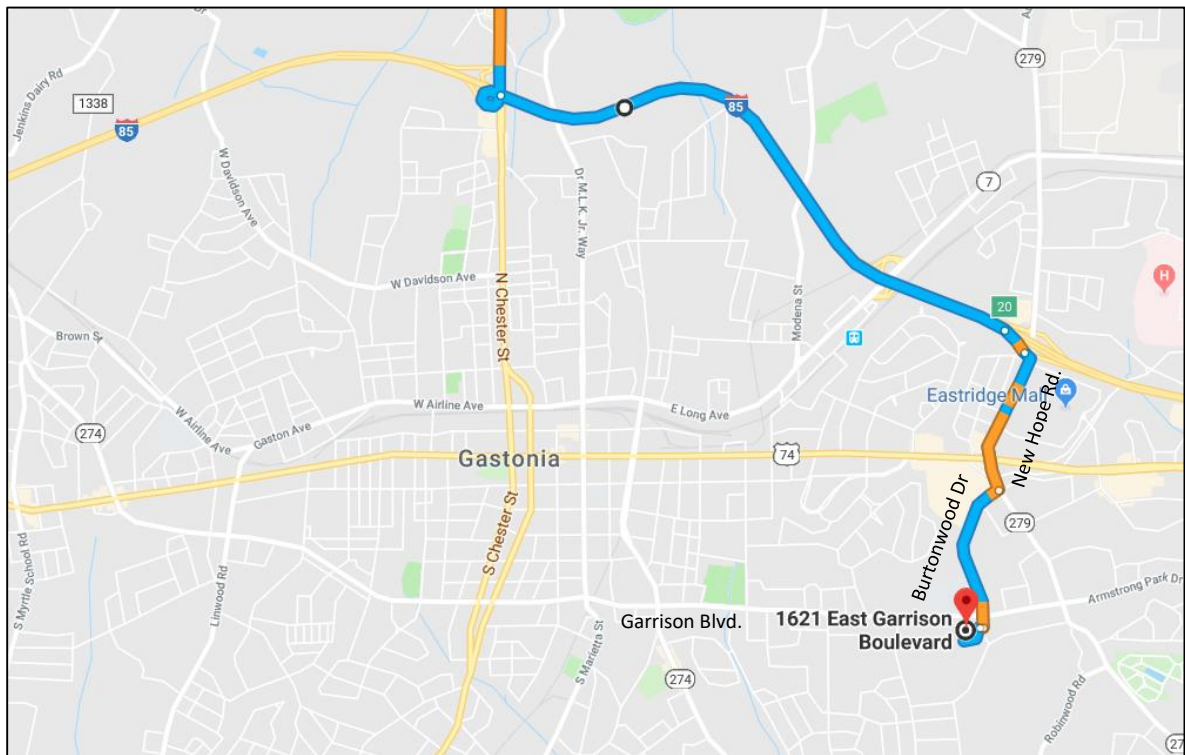 279
Jenkins Dairy Rd
1338
85
85
W Davidson Ave
Dr M.L.K. Jr. Way
7
W Davidson Ave
N Chester St
Modena St
H
20
Brown St
Eastridge Mall
New Hope Rd.
W Airline Ave
E Long Ave
W Airline Ave
Gaston Ave
274
Gastonia
74
Burtonwood Dr
279
S Myrtle School Rd
Linwood Rd
S Chester St
Armstrong Park Dr
Garrison Blvd.
1621 East Garrison
Boulevard
S Marietta St
274
Robinwood Rd